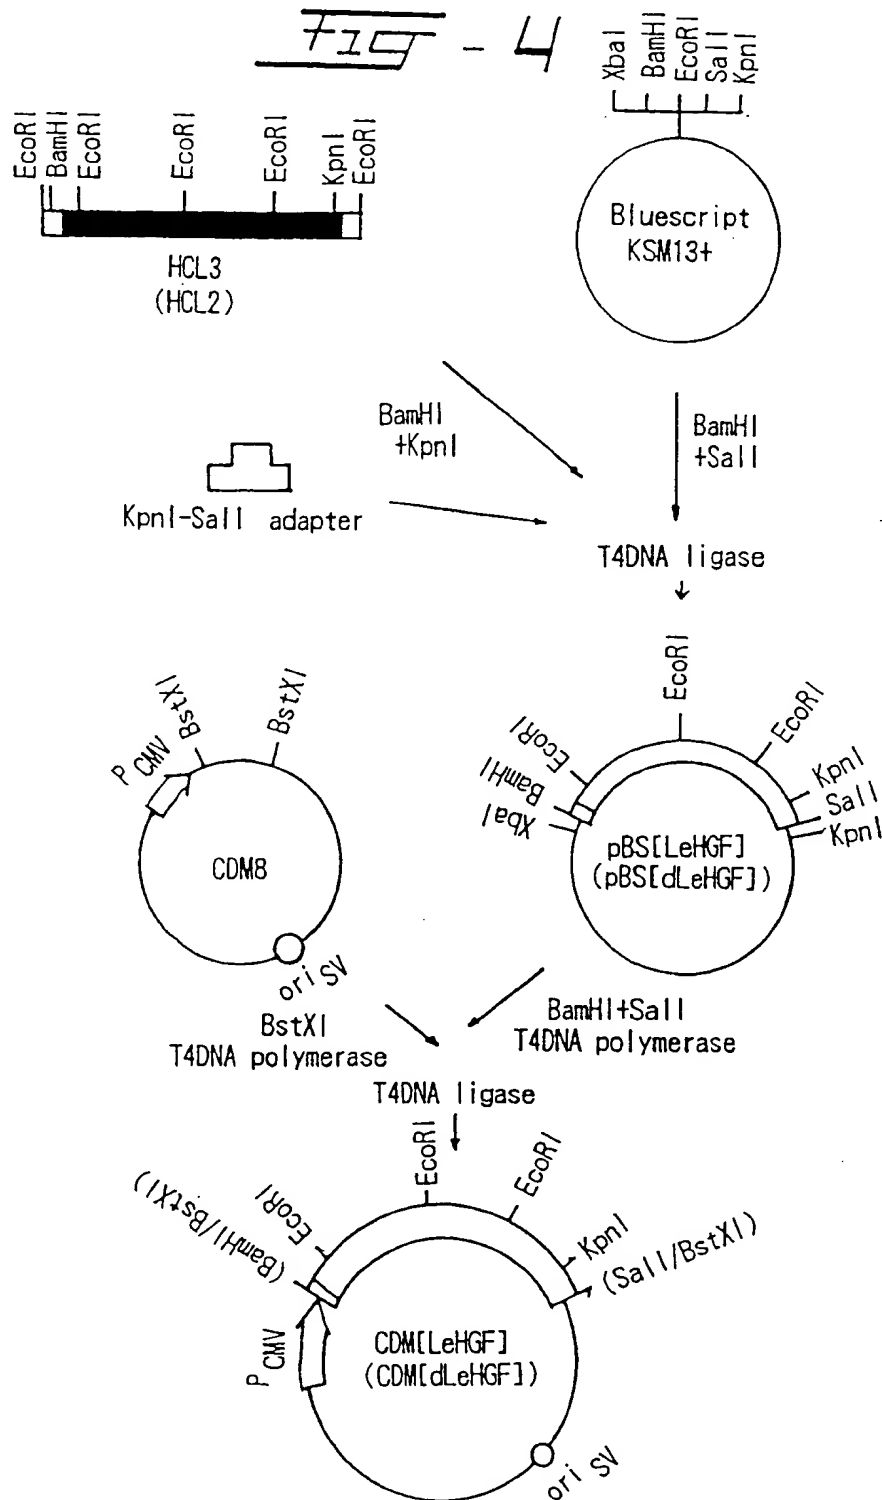 Fig - 4
XbaI
BamHI
EcoRI
SalI
KpnI
EcoRI
BamHI
EcoRI
EcoRI
EcoRI
KpnI
EcoRI
Bluescript
KSM13+
HCL3
(HCL2)
BamHI
+KpnI
BamHI
+SalI
KpnI-SalI adapter
T4DNA ligase
P CMV
BstXI
BstXI
CDM8
ori SV
XbaI
BamHI
EcoRI
EcoRI
EcoRI
KpnI
SalI
KpnI
pBS[LeHGF]
(pBS[dLeHGF])
BstXI
T4DNA polymerase
BamHI+SalI
T4DNA polymerase
T4DNA ligase
(BamHI/BstXI)
EcoRI
EcoRI
EcoRI
KpnI
(SalI/BstXI)
P CMV
CDM[LeHGF]
(CDM[dLeHGF])
ori SV